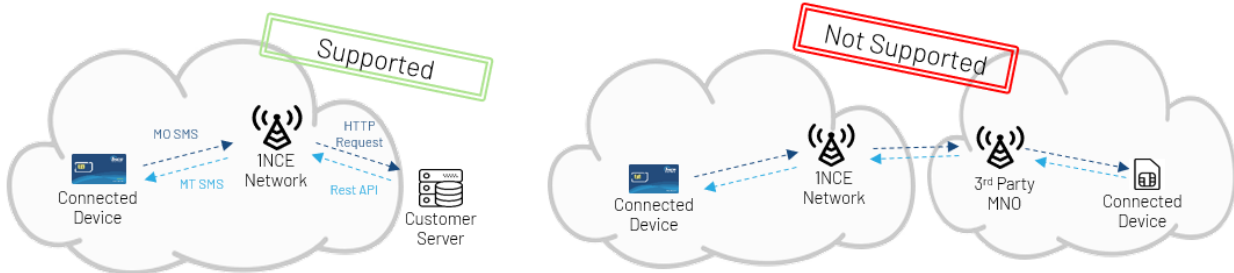 Supported
MO SMS
MT SMS
1NCE
Network
HTTP
Request
Rest API
Connected
Device
Customer
Server
Not Supported
Connected
Device
1NCE
Network
3rd Party
MNO
Connected
Device